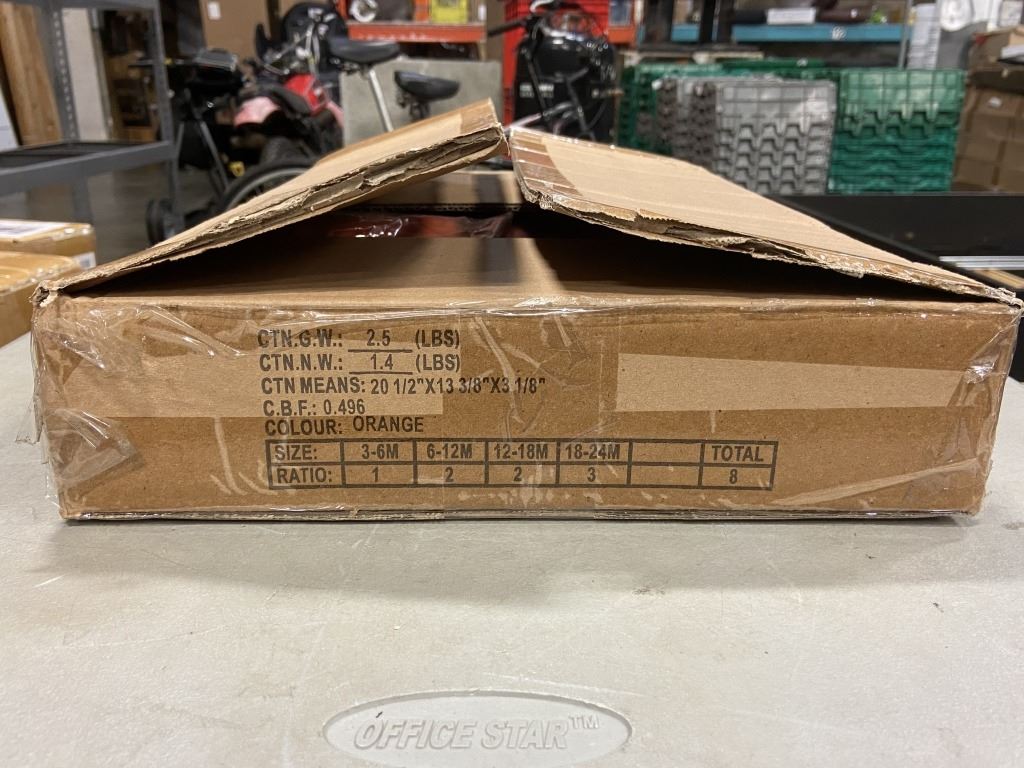 CTN.G.W.: 2.5 (LBS)
CTN.N.W.: 1.4 (LBS)
CTN MEANS: 20 1/2"X13 3/8"X3 1/8"
C.B.F.: 0.496
COLOUR: ORANGE
SIZE: 3-6M 6-12M 12-18M 18-24M TOTAL
RATIO: 1 2 2 3 8
OFFICE STAR™